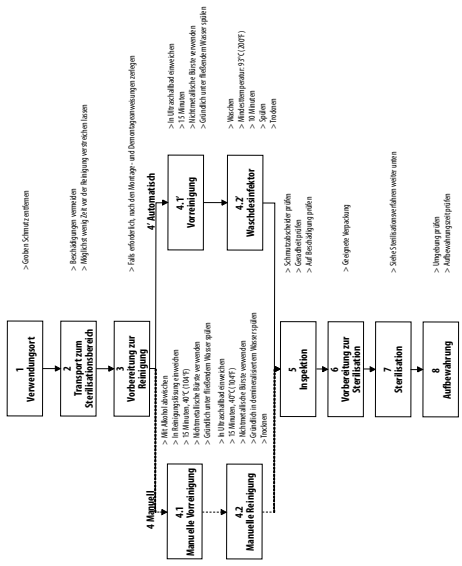 1
Verwendungort
> Groben Schmutz entfernen
2
Transport zum
Sterilisationsbereich
> Beschädigungen vermeiden
> Möglichst wenig Zeit vor der Reinigung verstreichen lassen
3
Vorbereitung zur
Reinigung
> Falls erforderlich, nach den Montage- und Demontageanweisungen zerlegen
4 Manuell
4.1
Manuelle Vorreinigung
> Mit Alkohol abwischen
> In Reinigungslösung einweichen
> 15 Minuten, 40°C (104°F)
> Nichtmetallische Bürste verwenden
> Gründlich unter fließendem Wasser spülen
4.2
Manuelle Reinigung
> In Ultraschallbad einweichen
> 15 Minuten, 40°C (104°F)
> Nichtmetallische Bürste verwenden
> Gründlich in demineralisiertem Wasser spülen
> Trocknen
4' Automatisch
4.1'
Vorreinigung
> In Ultraschallbad einweichen
> 15 Minuten
> Nichtmetallische Bürste verwenden
> Gründlich unter fließendem Wasser spülen
4.2'
Waschdesinfektor
> Waschen
> Mindesttemperatur: 93°C (200°F)
> 10 Minuten
> Spülen
> Trocknen
5
Inspektion
> Schmutzabscheider prüfen
> Geradheit prüfen
> Auf Beschädigung prüfen
6
Vorbereitung zur
Sterilisation
> Geeignete Verpackung
7
Sterilisation
> Siehe Sterilisationsverfahren weiter unten
8
Aufbewahrung
> Umgebung prüfen
> Aufbewahrungszeit prüfen